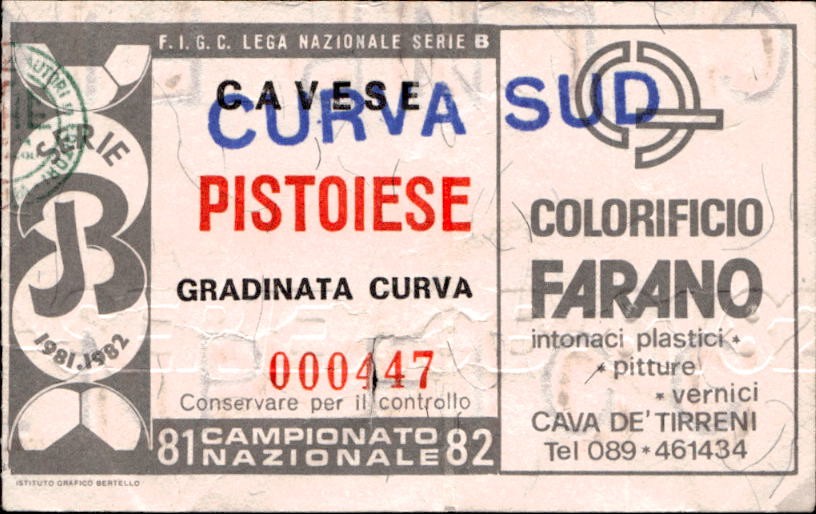 F.I.G.C. LEGA NAZIONALE SERIE B
CAVESE
CURVA SUD
PISTOIESE
GRADINATA CURVA
000447
Conservare per il controllo
81 CAMPIONATO NAZIONALE 82
SERIE
B
1981.1982
COLORIFICIO
FARANO
intonaci plastici *
* pitture
* vernici
CAVA DE' TIRRENI
Tel 089 * 461434
ISTITUTO GRAFICO BERTELLO